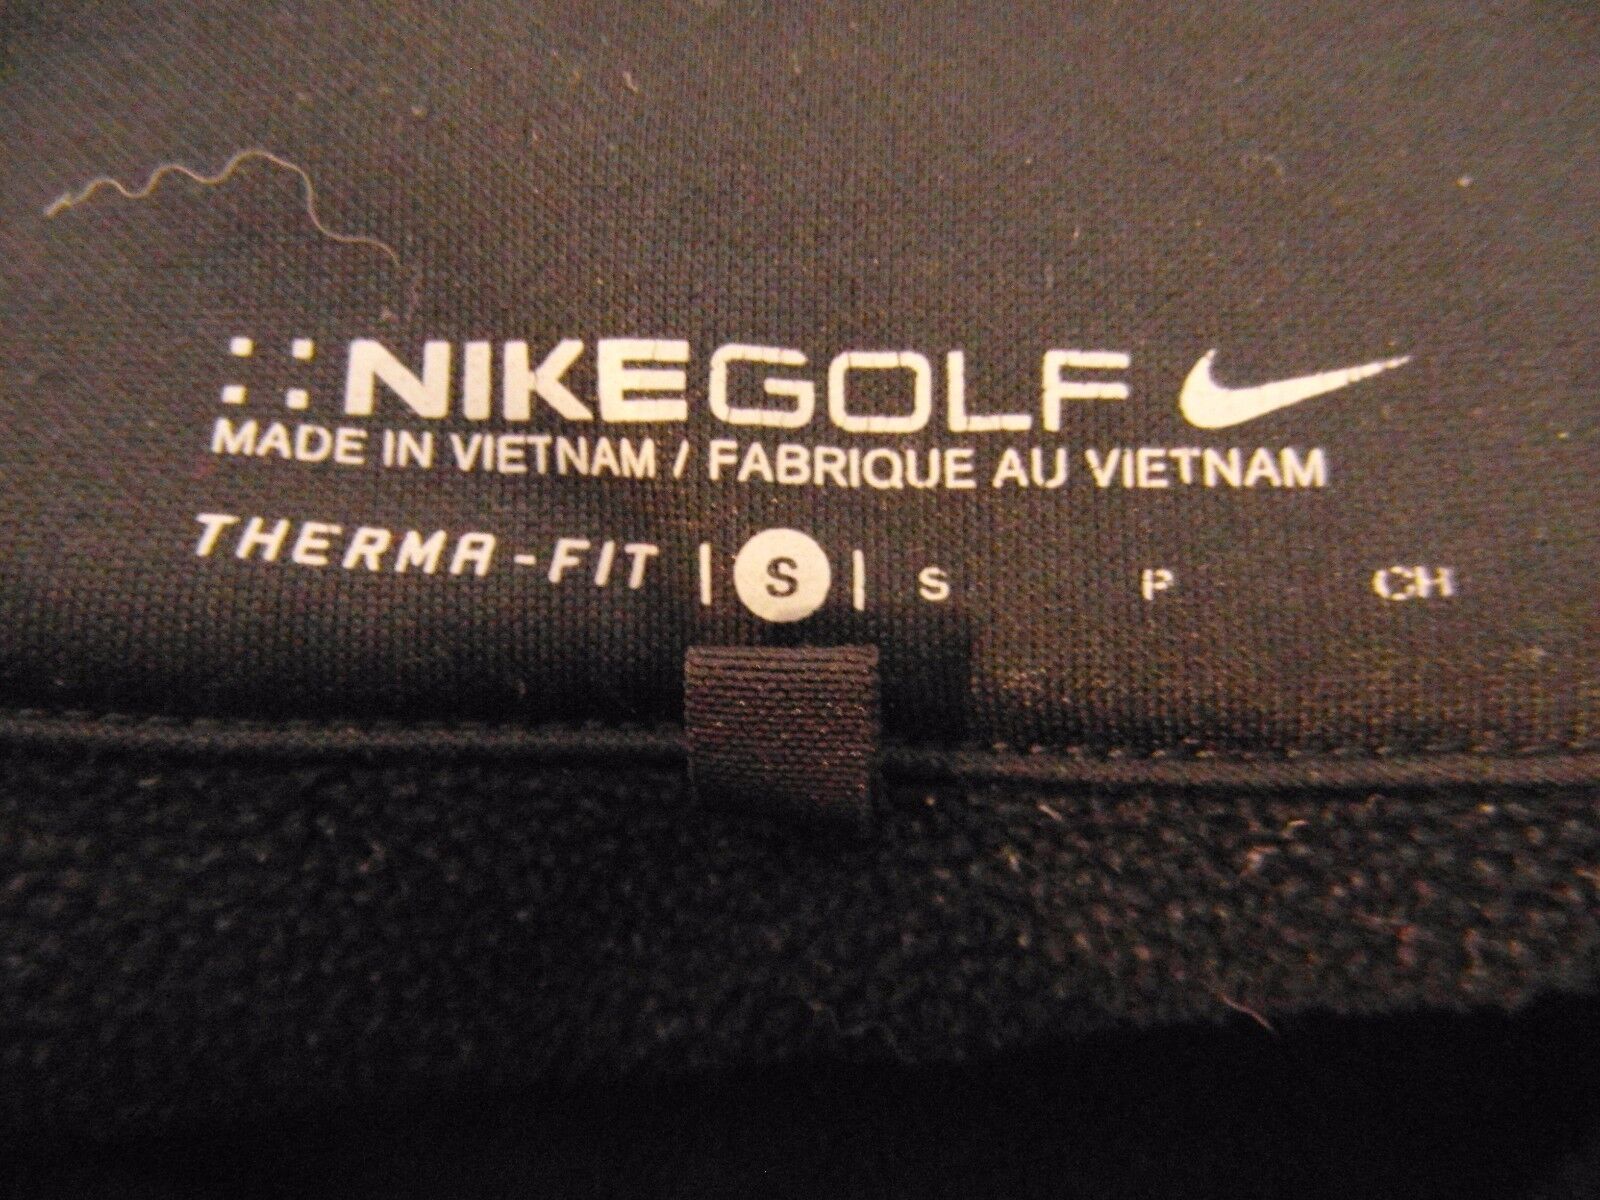 NIKEGOLF
MADE IN VIETNAM / FABRIQUE AU VIETNAM
THERMA-FIT | S | S P CH